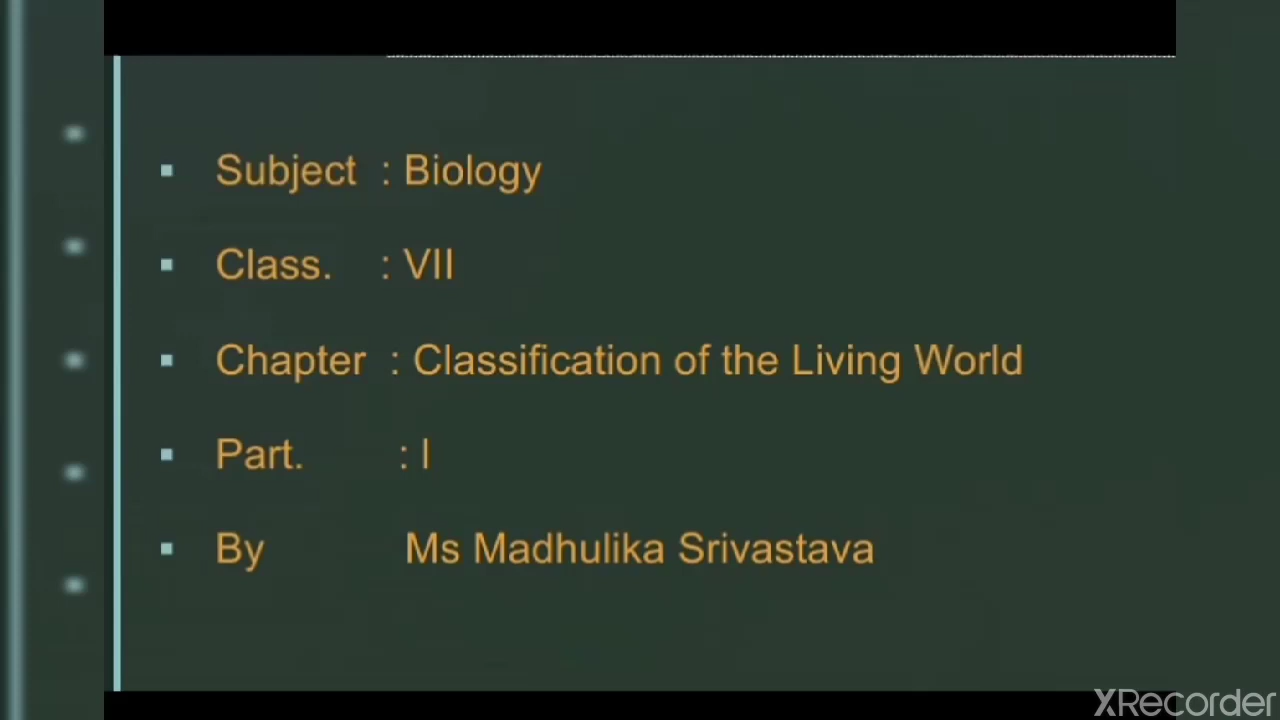 Subject : Biology
Class. : VII
Chapter : Classification of the Living World
Part. : I
By Ms Madhulika Srivastava
XRecorder